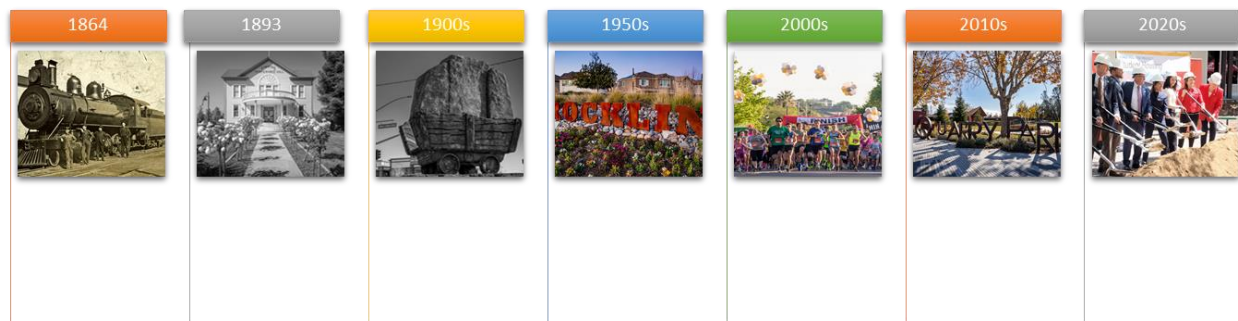 1864
1893
1900s
1950s
2000s
2010s
2020s
OCKLIN
FINISH
QUARRY PARK